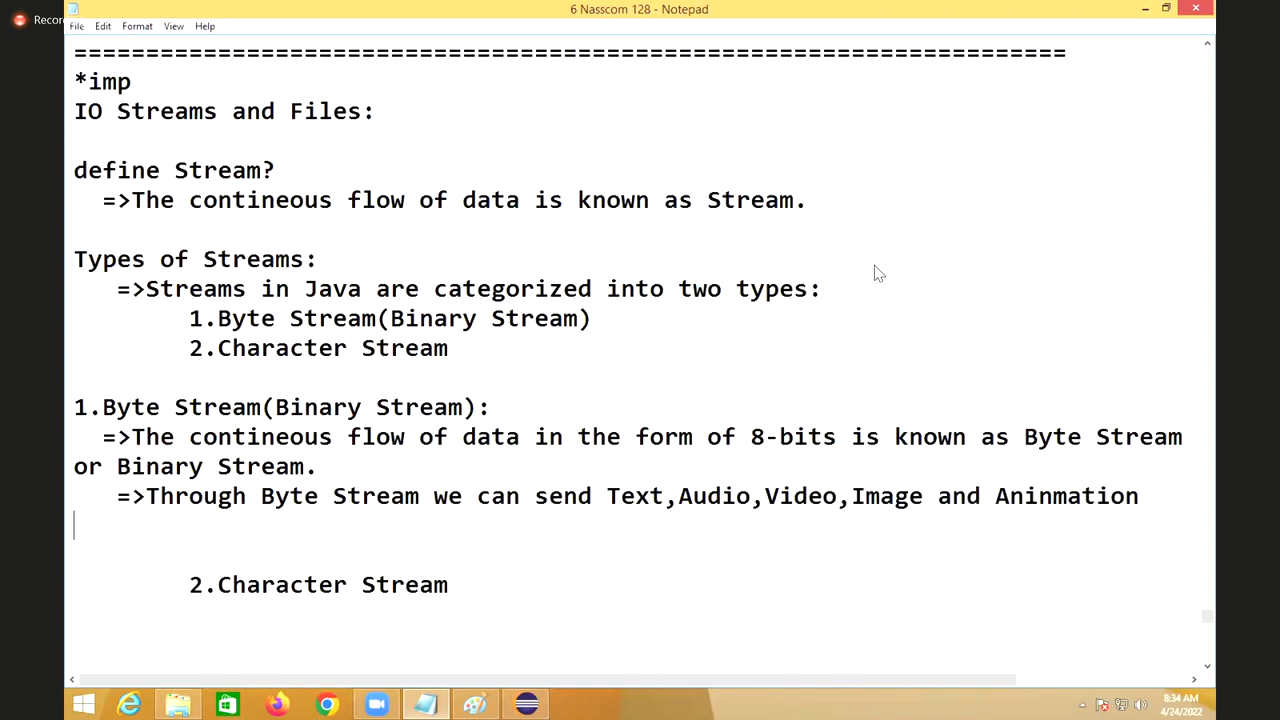 Recor
6 Nasscom 128 - Notepad
File Edit Format View Help
=====================================================================
*imp
IO Streams and Files:
define Stream?
=>The contineous flow of data is known as Stream.
Types of Streams:
=>Streams in Java are categorized into two types:
1.Byte Stream(Binary Stream)
2.Character Stream
1.Byte Stream(Binary Stream):
=>The contineous flow of data in the form of 8-bits is known as Byte Stream
or Binary Stream.
=>Through Byte Stream we can send Text,Audio,Video,Image and Aninmation
2.Character Stream
8:34 AM
4/24/2022